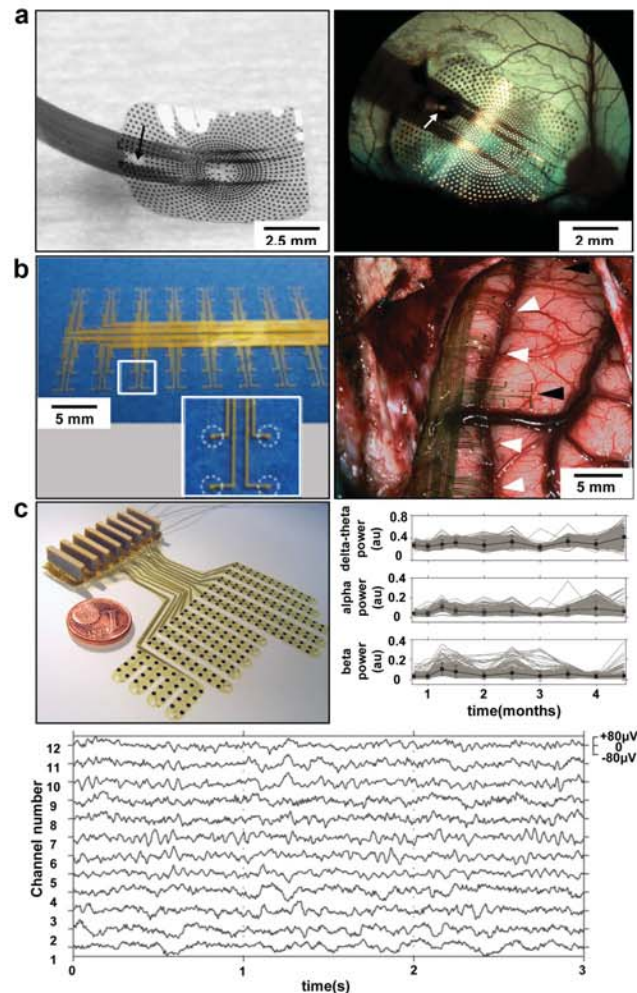 a
2.5 mm
2 mm
b
5 mm
5 mm
c
delta-theta
power
(au)
0.8
0.4
0
alpha
power
(au)
0.4
0.2
0
beta
power
(au)
0.4
0.2
0
1 2 3 4
time(months)
Channel number
12
11
10
9
8
7
6
5
4
3
2
1
+80µV
0
-80µV
0 1 2 3
time(s)